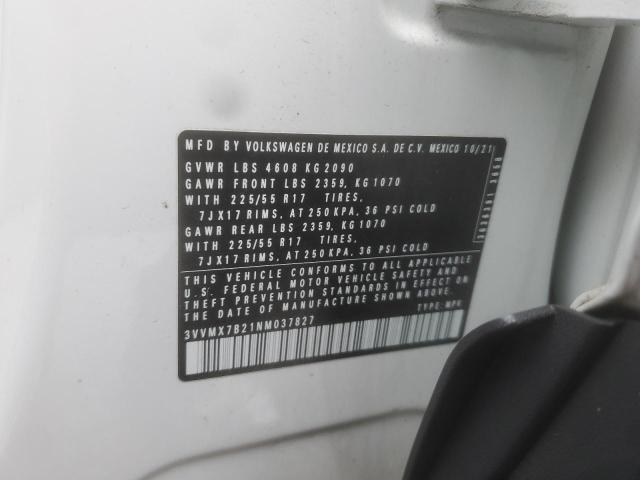 MFD BY VOLKSWAGEN DE MEXICO S.A. DE C.V. MEXICO 10/21
GVWR LBS 4608 KG 2090
GAWR FRONT LBS 2359, KG 1070
WITH 225/55 R17 TIRES,
7JX17 RIMS, AT 250 KPA, 36 PSI COLD
GAWR REAR LBS 2359, KG 1070
WITH 225/55 R17 TIRES,
7JX17 RIMS, AT 250 KPA, 36 PSI COLD
THIS VEHICLE CONFORMS TO ALL APPLICABLE
U.S. FEDERAL MOTOR VEHICLE SAFETY AND
THEFT PREVENTION STANDARDS IN EFFECT ON
THE DATE OF MANUFACTURE SHOWN ABOVE.
TYPE: MPV
3VVMX7B21NM037827